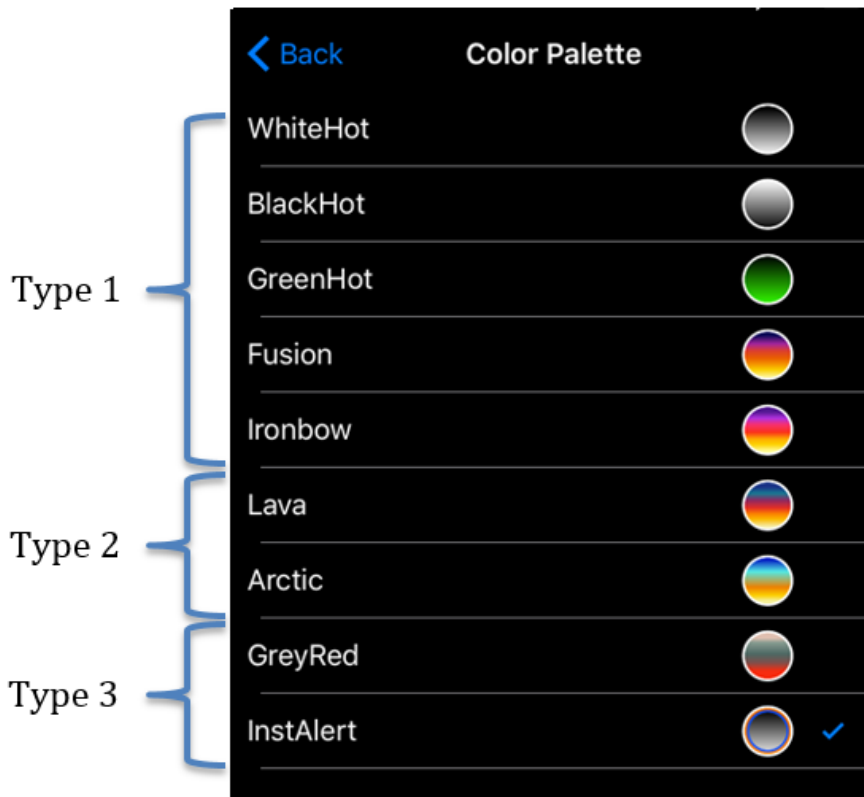 Back Color Palette
WhiteHot
BlackHot
Type 1 GreenHot
Fusion
Ironbow
Lava
Type 2
Arctic
GreyRed
Type 3
InstAlert